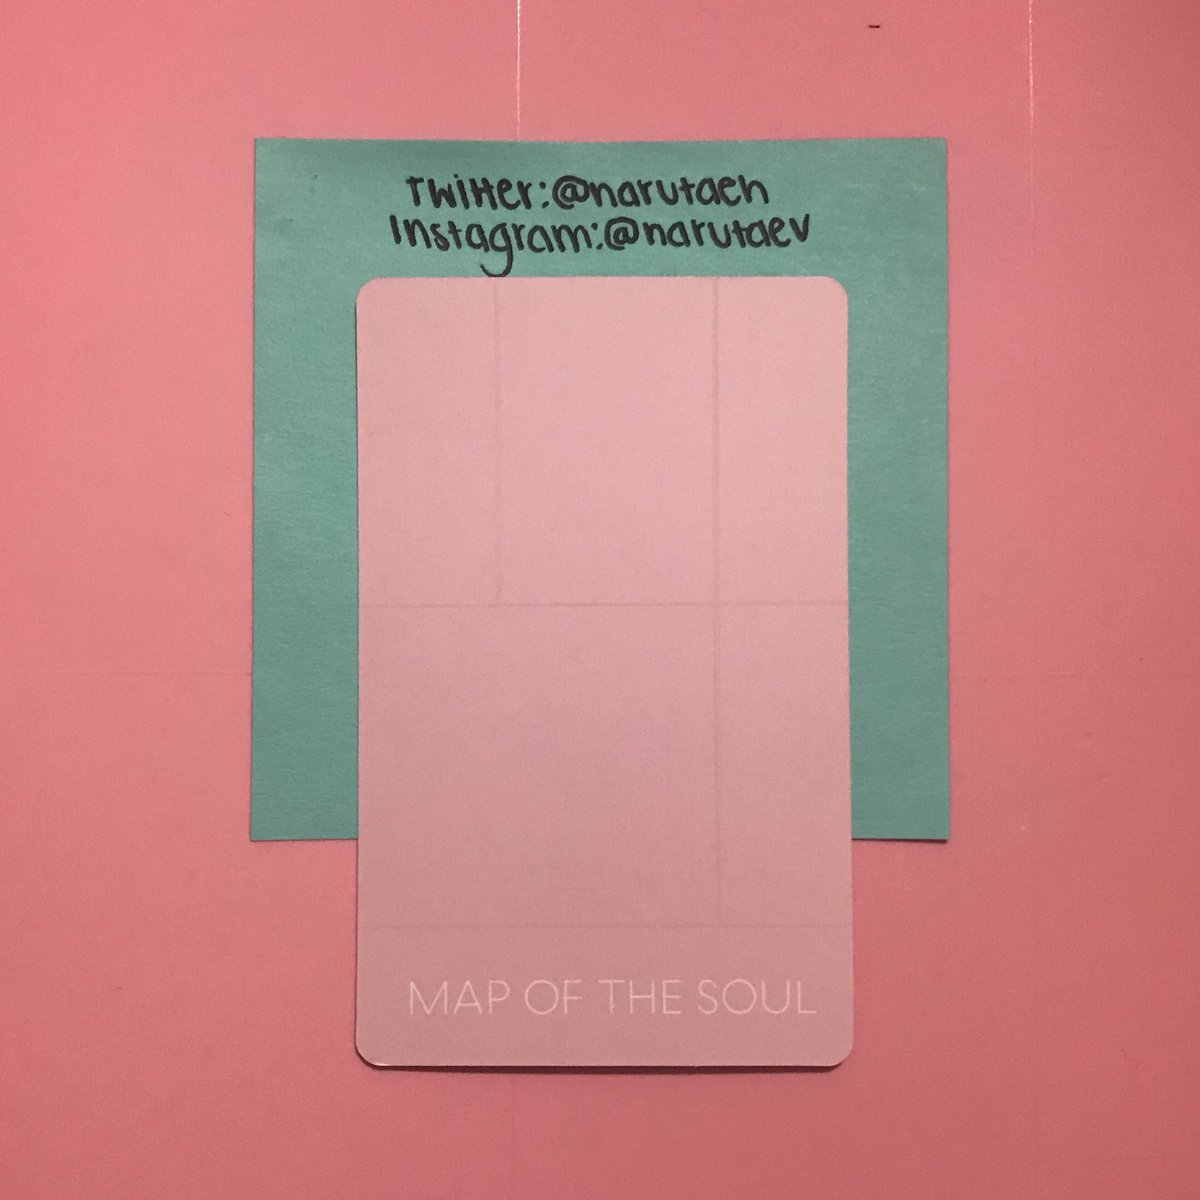 Twitter:@narutaeh
Instagram:@narutaev
MAP OF THE SOUL